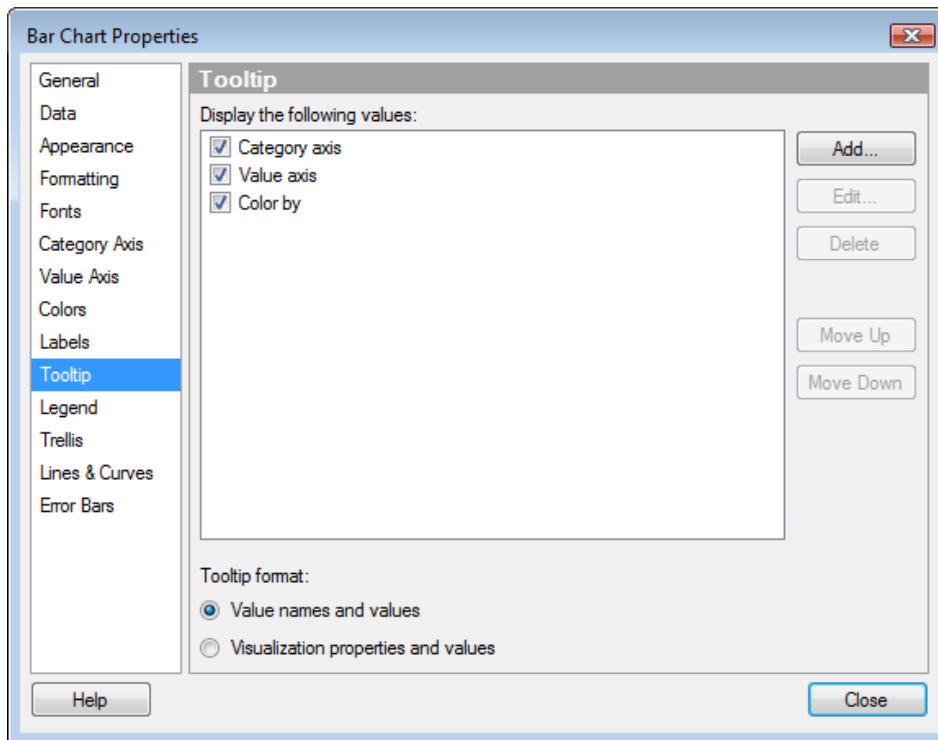 Bar Chart Properties
General
Data
Appearance
Formatting
Fonts
Category Axis
Value Axis
Colors
Labels
Tooltip
Legend
Trellis
Lines & Curves
Error Bars
Tooltip
Display the following values:
Category axis
Value axis
Color by
Add...
Edit...
Delete
Move Up
Move Down
Tooltip format:
Value names and values
Visualization properties and values
Help
Close